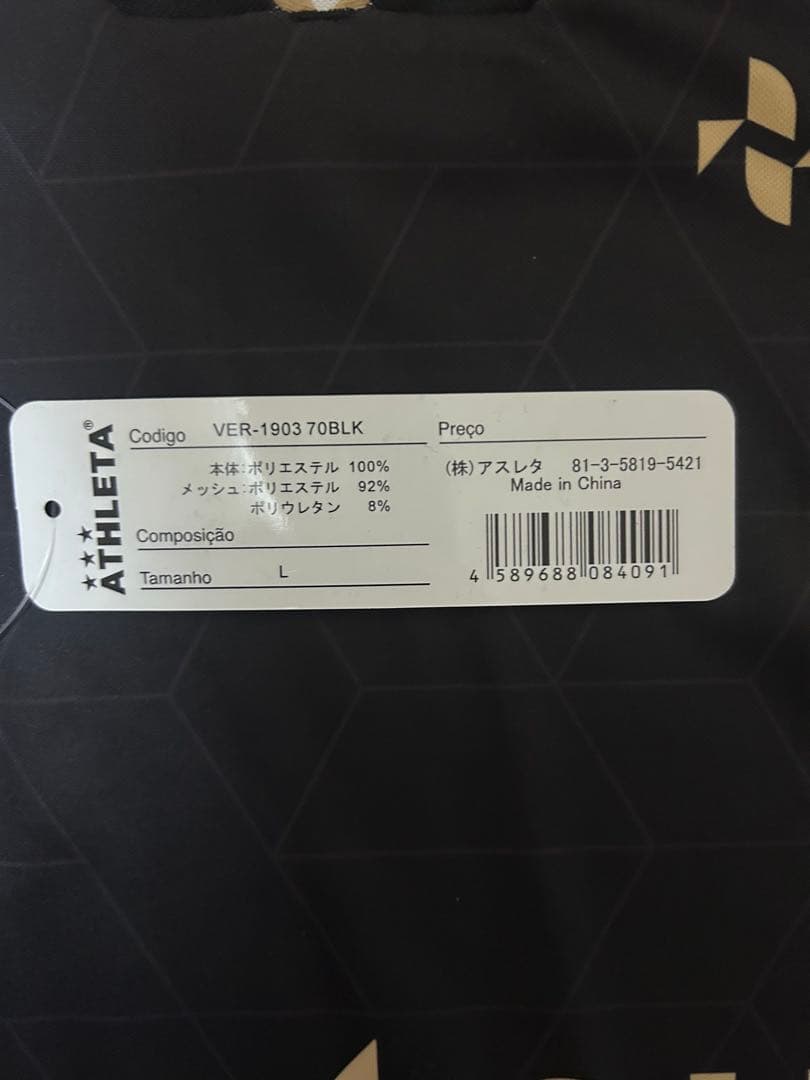 ATHLETA®
Codigo VER-1903 70BLK
本体:ポリエステル 100%
メッシュ:ポリエステル 92%
ポリウレタン 8%
Composição
Tamanho L
Preço
(株)アスレタ 81-3-5819-5421
Made in China
4 589688 084091